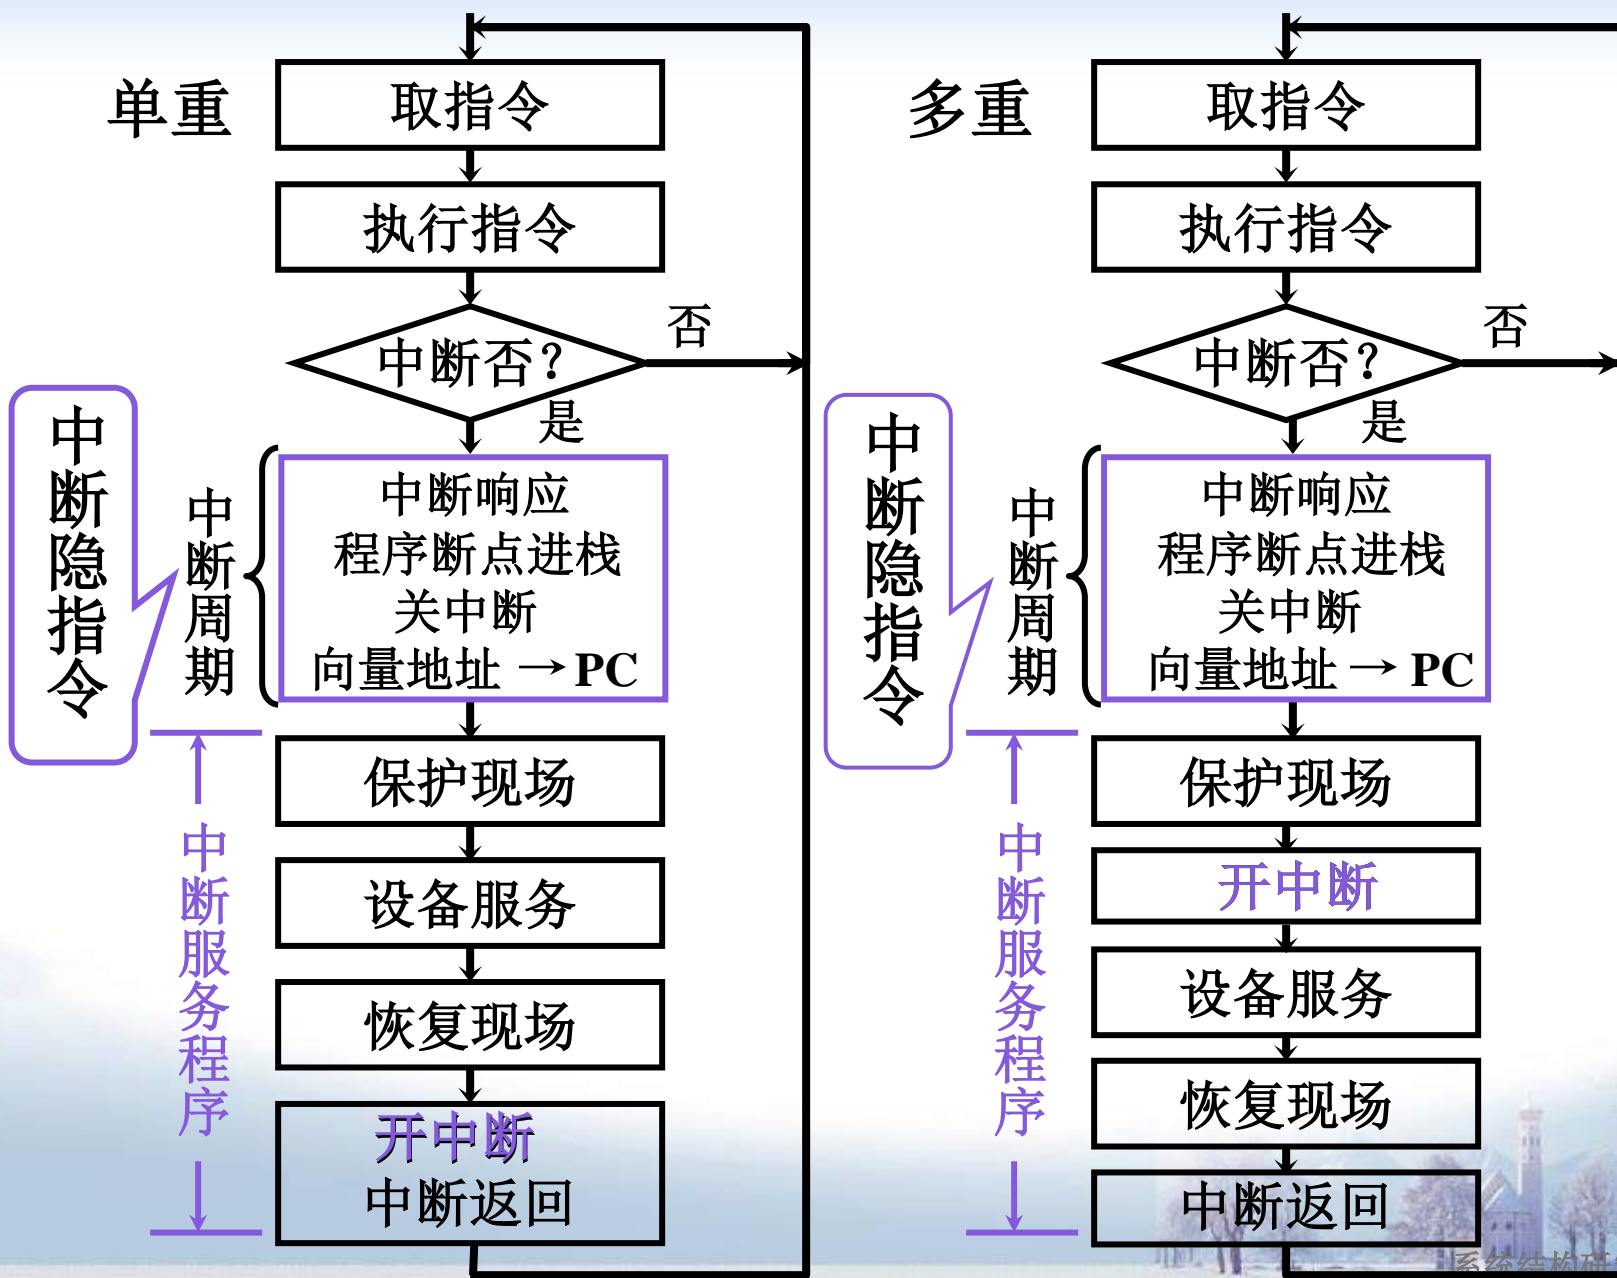 单重
取指令
执行指令
中断否？
否
是
中断隐指令
中断周期
中断响应
程序断点进栈
关中断
向量地址 → PC
中断服务程序
保护现场
设备服务
恢复现场
开中断
中断返回
多重
取指令
执行指令
中断否？
否
是
中断隐指令
中断周期
中断响应
程序断点进栈
关中断
向量地址 → PC
中断服务程序
保护现场
开中断
设备服务
恢复现场
中断返回
系统结构研